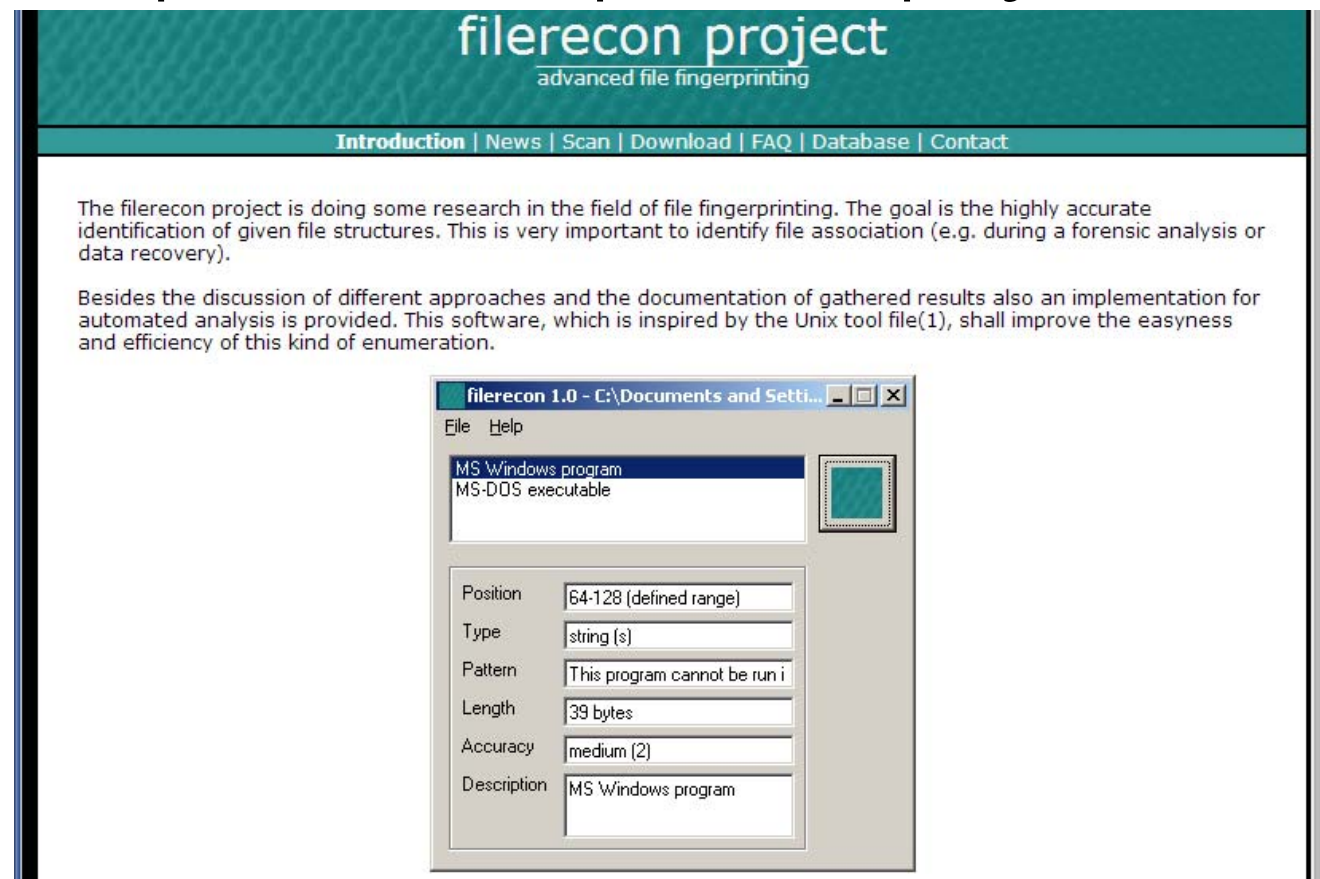 filerecon project
advanced file fingerprinting
Introduction | News | Scan | Download | FAQ | Database | Contact
The filerecon project is doing some research in the field of file fingerprinting. The goal is the highly accurate
identification of given file structures. This is very important to identify file association (e.g. during a forensic analysis or
data recovery).
Besides the discussion of different approaches and the documentation of gathered results also an implementation for
automated analysis is provided. This software, which is inspired by the Unix tool file(1), shall improve the easyness
and efficiency of this kind of enumeration.
filerecon 1.0 - C:\Documents and Setti...
File Help
MS Windows program
MS-DOS executable
Position 64-128 (defined range)
Type string (s)
Pattern This program cannot be run i
Length 39 bytes
Accuracy medium (2)
Description MS Windows program